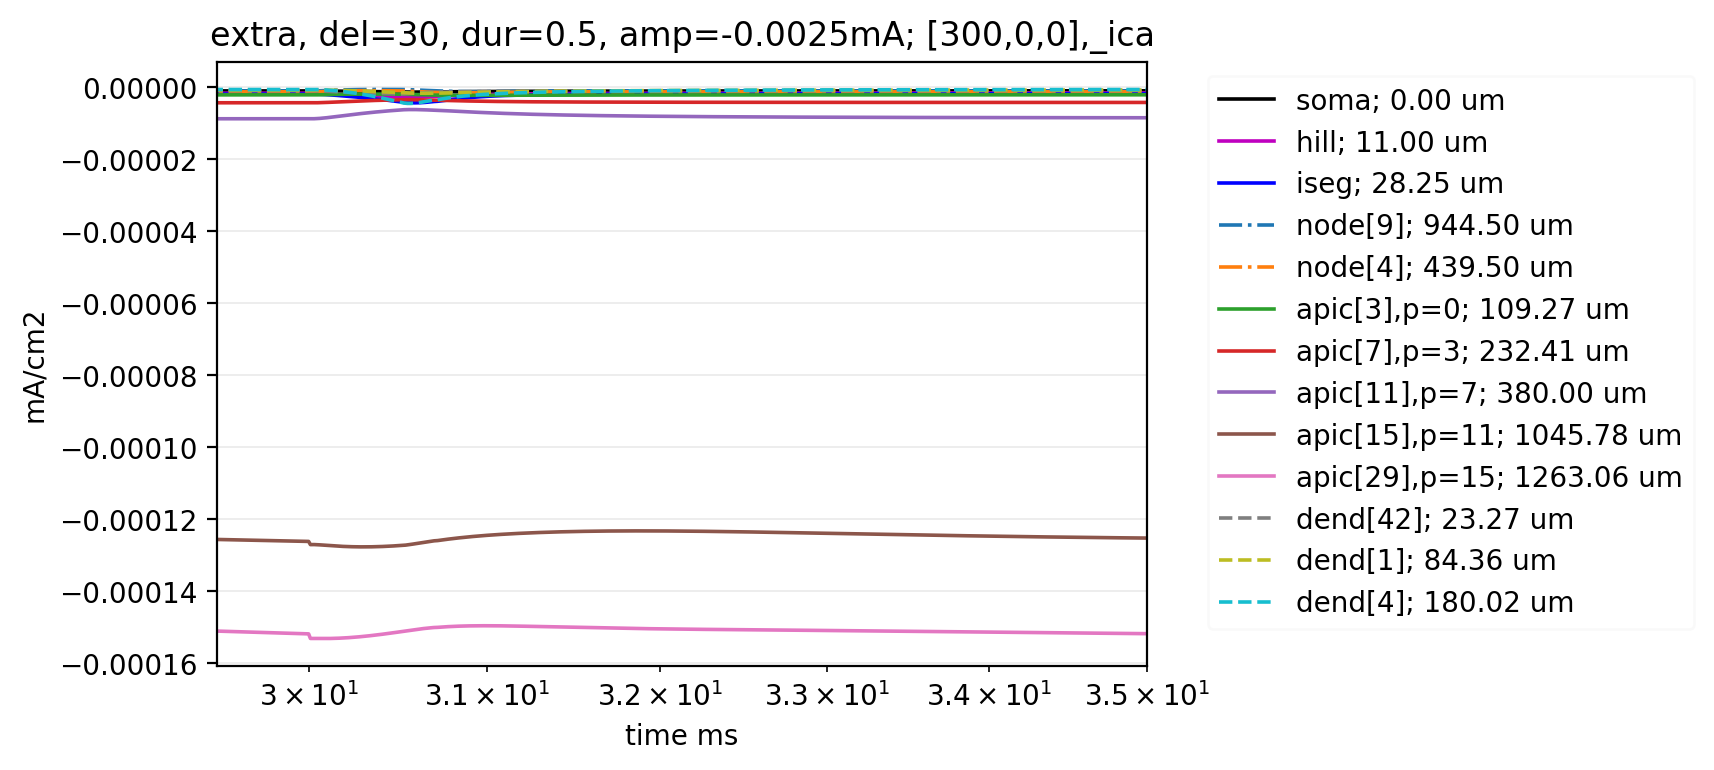 extra, del=30, dur=0.5, amp=-0.0025mA; [300,0,0],_ica
0.00000
−0.00002
−0.00004
−0.00006
−0.00008
−0.00010
−0.00012
−0.00014
−0.00016
mA/cm2
3 × 10¹
3.1 × 10¹
3.2 × 10¹
3.3 × 10¹
3.4 × 10¹
3.5 × 10¹
time ms
soma; 0.00 um
hill; 11.00 um
iseg; 28.25 um
node[9]; 944.50 um
node[4]; 439.50 um
apic[3],p=0; 109.27 um
apic[7],p=3; 232.41 um
apic[11],p=7; 380.00 um
apic[15],p=11; 1045.78 um
apic[29],p=15; 1263.06 um
dend[42]; 23.27 um
dend[1]; 84.36 um
dend[4]; 180.02 um